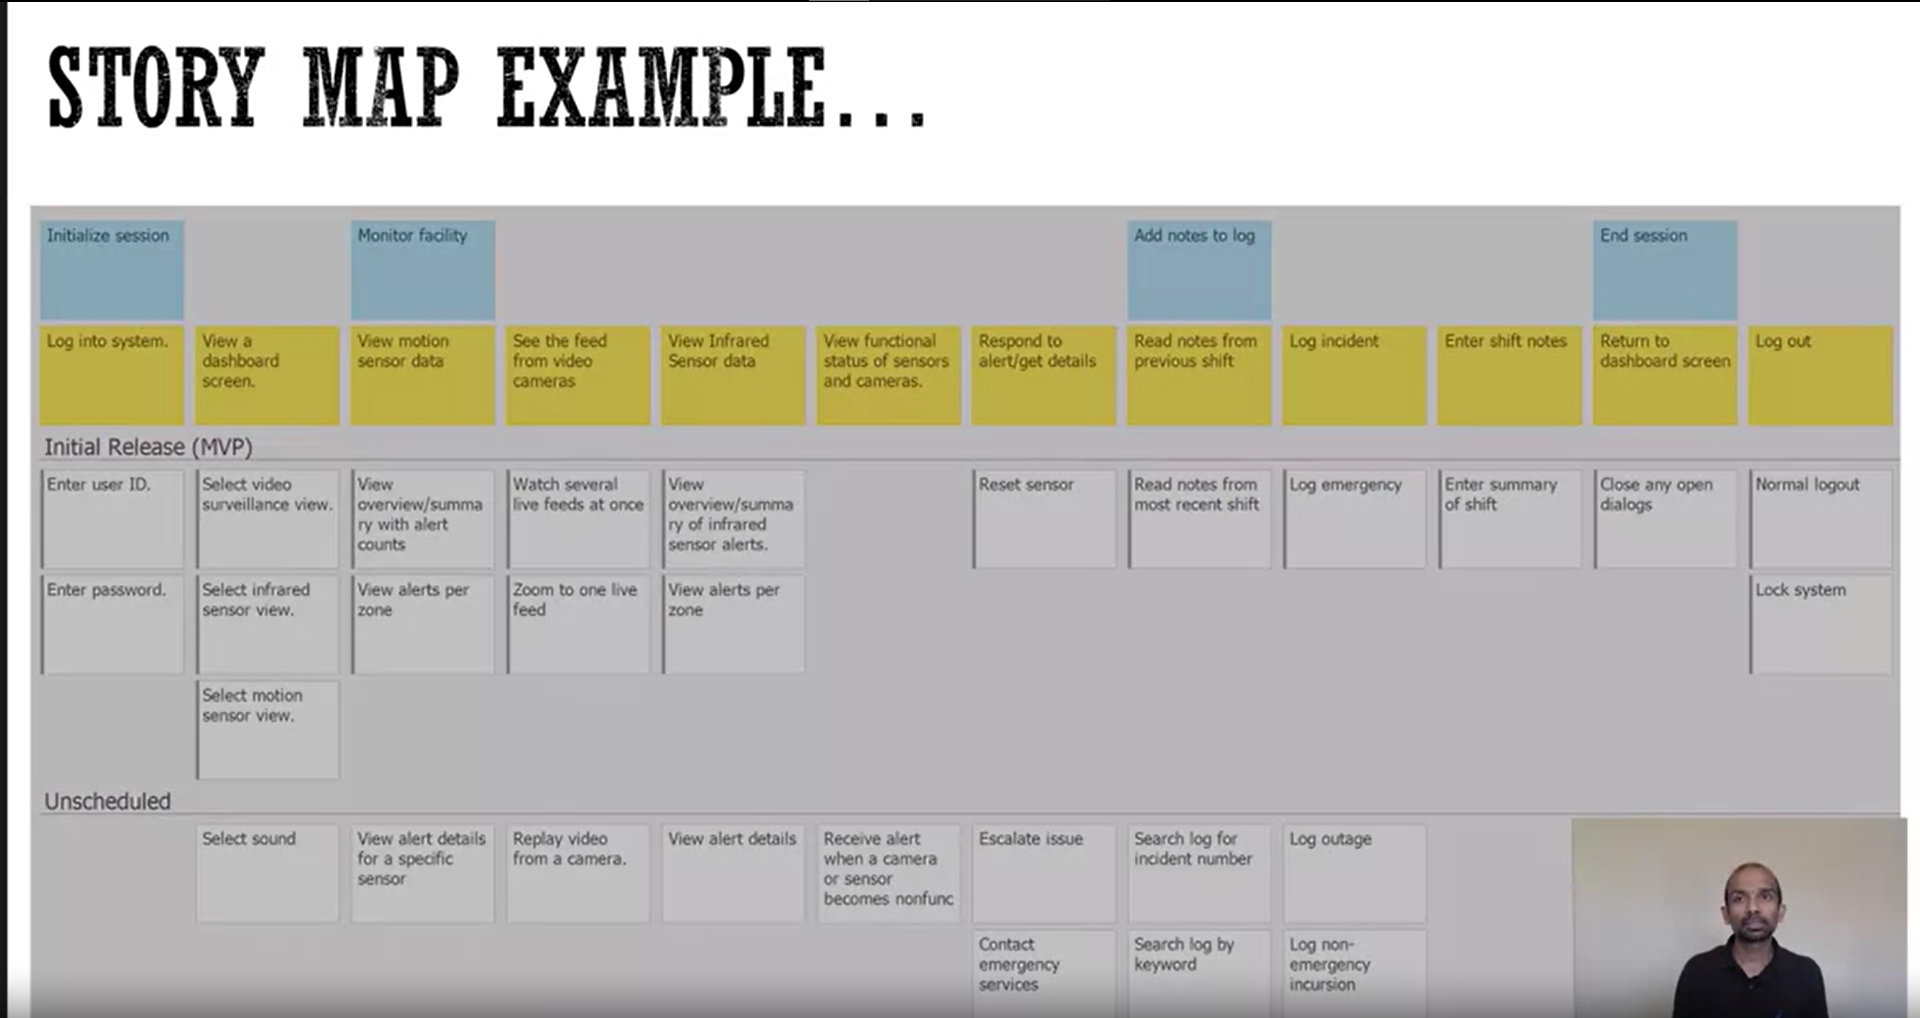 STORY MAP EXAMPLE...
Initialize session
Monitor facility
Add notes to log
End session
Log into system.
View a
dashboard
screen.
View motion
sensor data
See the feed
from video
cameras
View Infrared
Sensor data
View functional
status of sensors
and cameras.
Respond to
alert/get details
Read notes from
previous shift
Log incident
Enter shift notes
Return to
dashboard screen
Log out
Initial Release (MVP)
Enter user ID.
Select video
surveillance view.
View
overview/summa
ry with alert
counts
Watch several
live feeds at once
View
overview/summa
ry of infrared
sensor alerts.
Reset sensor
Read notes from
most recent shift
Log emergency
Enter summary
of shift
Close any open
dialogs
Normal logout
Enter password.
Select infrared
sensor view.
View alerts per
zone
Zoom to one live
feed
View alerts per
zone
Lock system
Select motion
sensor view.
Unscheduled
Select sound
View alert details
for a specific
sensor
Replay video
from a camera.
View alert details
Receive alert
when a camera
or sensor
becomes nonfunc
Escalate issue
Search log for
incident number
Log outage
Contact
emergency
services
Search log by
keyword
Log non-
emergency
incursion